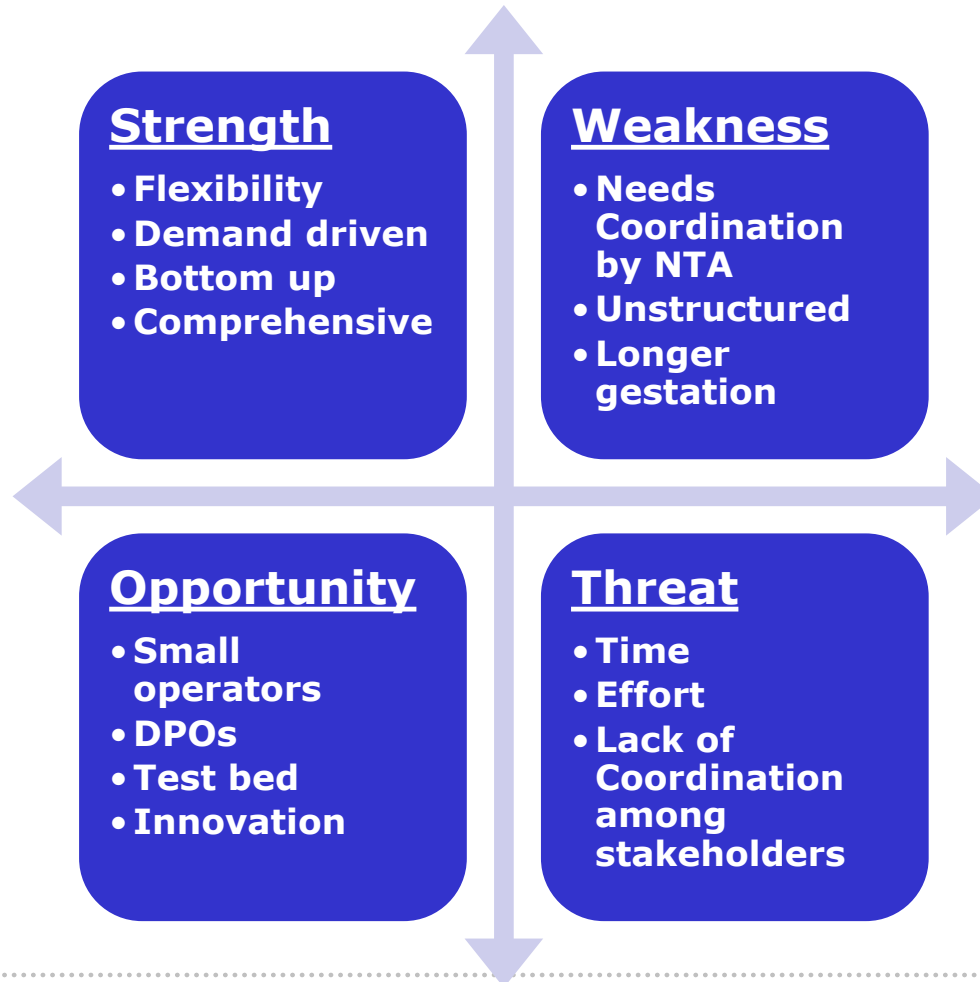 Strength
• Flexibility
• Demand driven
• Bottom up
• Comprehensive
Weakness
• Needs
Coordination
by NTA
• Unstructured
• Longer
gestation
Opportunity
• Small
operators
• DPOs
• Test bed
• Innovation
Threat
• Time
• Effort
• Lack of
Coordination
among
stakeholders